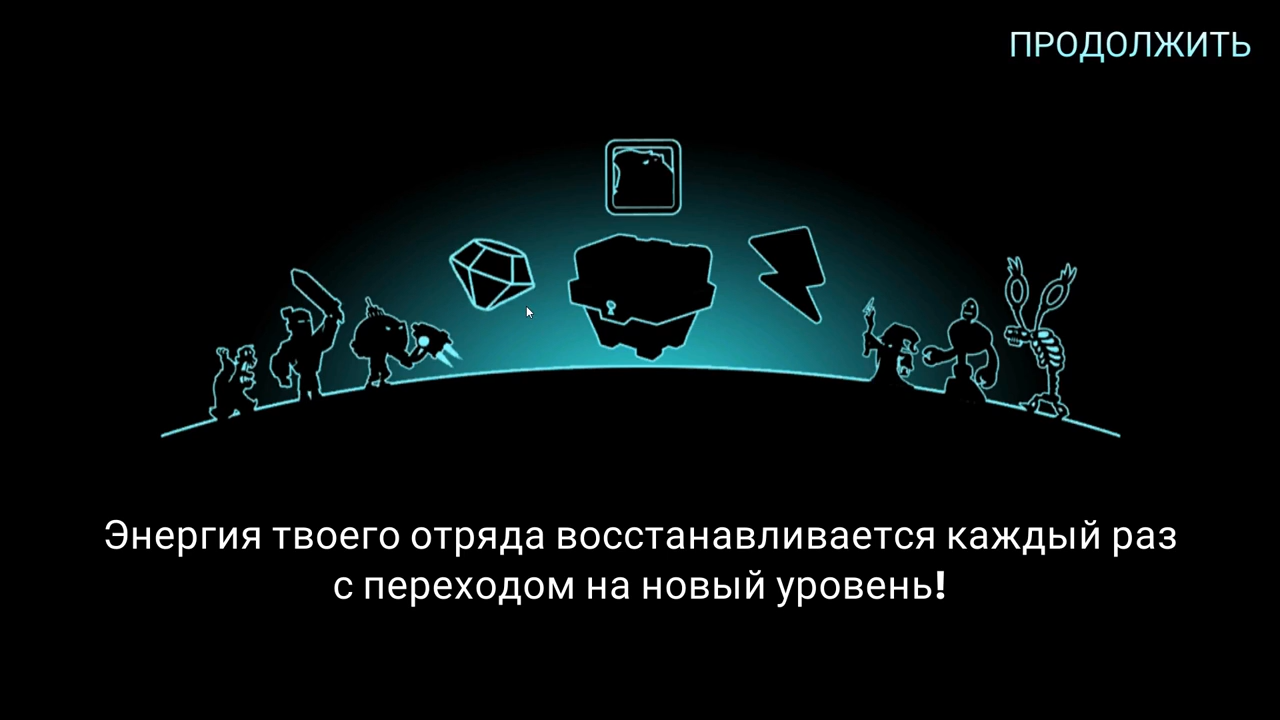 ПРОДОЛЖИТЬ
Энергия твоего отряда восстанавливается каждый раз
с переходом на новый уровень!